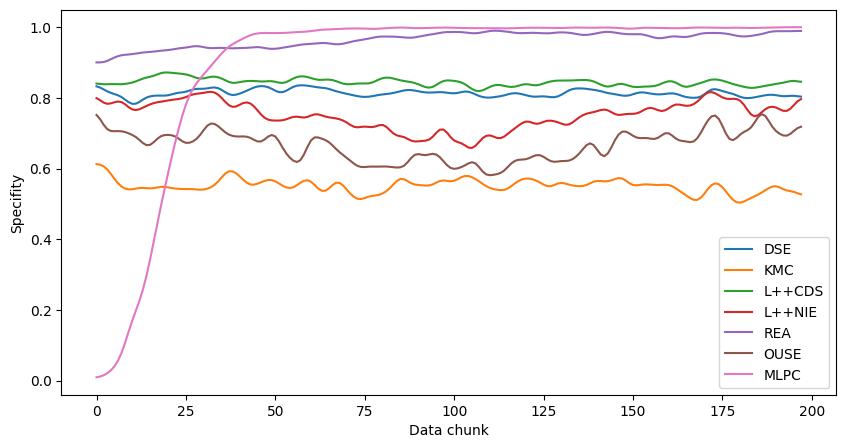 1.0
0.8
0.6
0.4
0.2
0.0
Specifity
0
25
50
75
100
125
150
175
200
Data chunk
DSE
KMC
L++CDS
L++NIE
REA
OUSE
MLPC